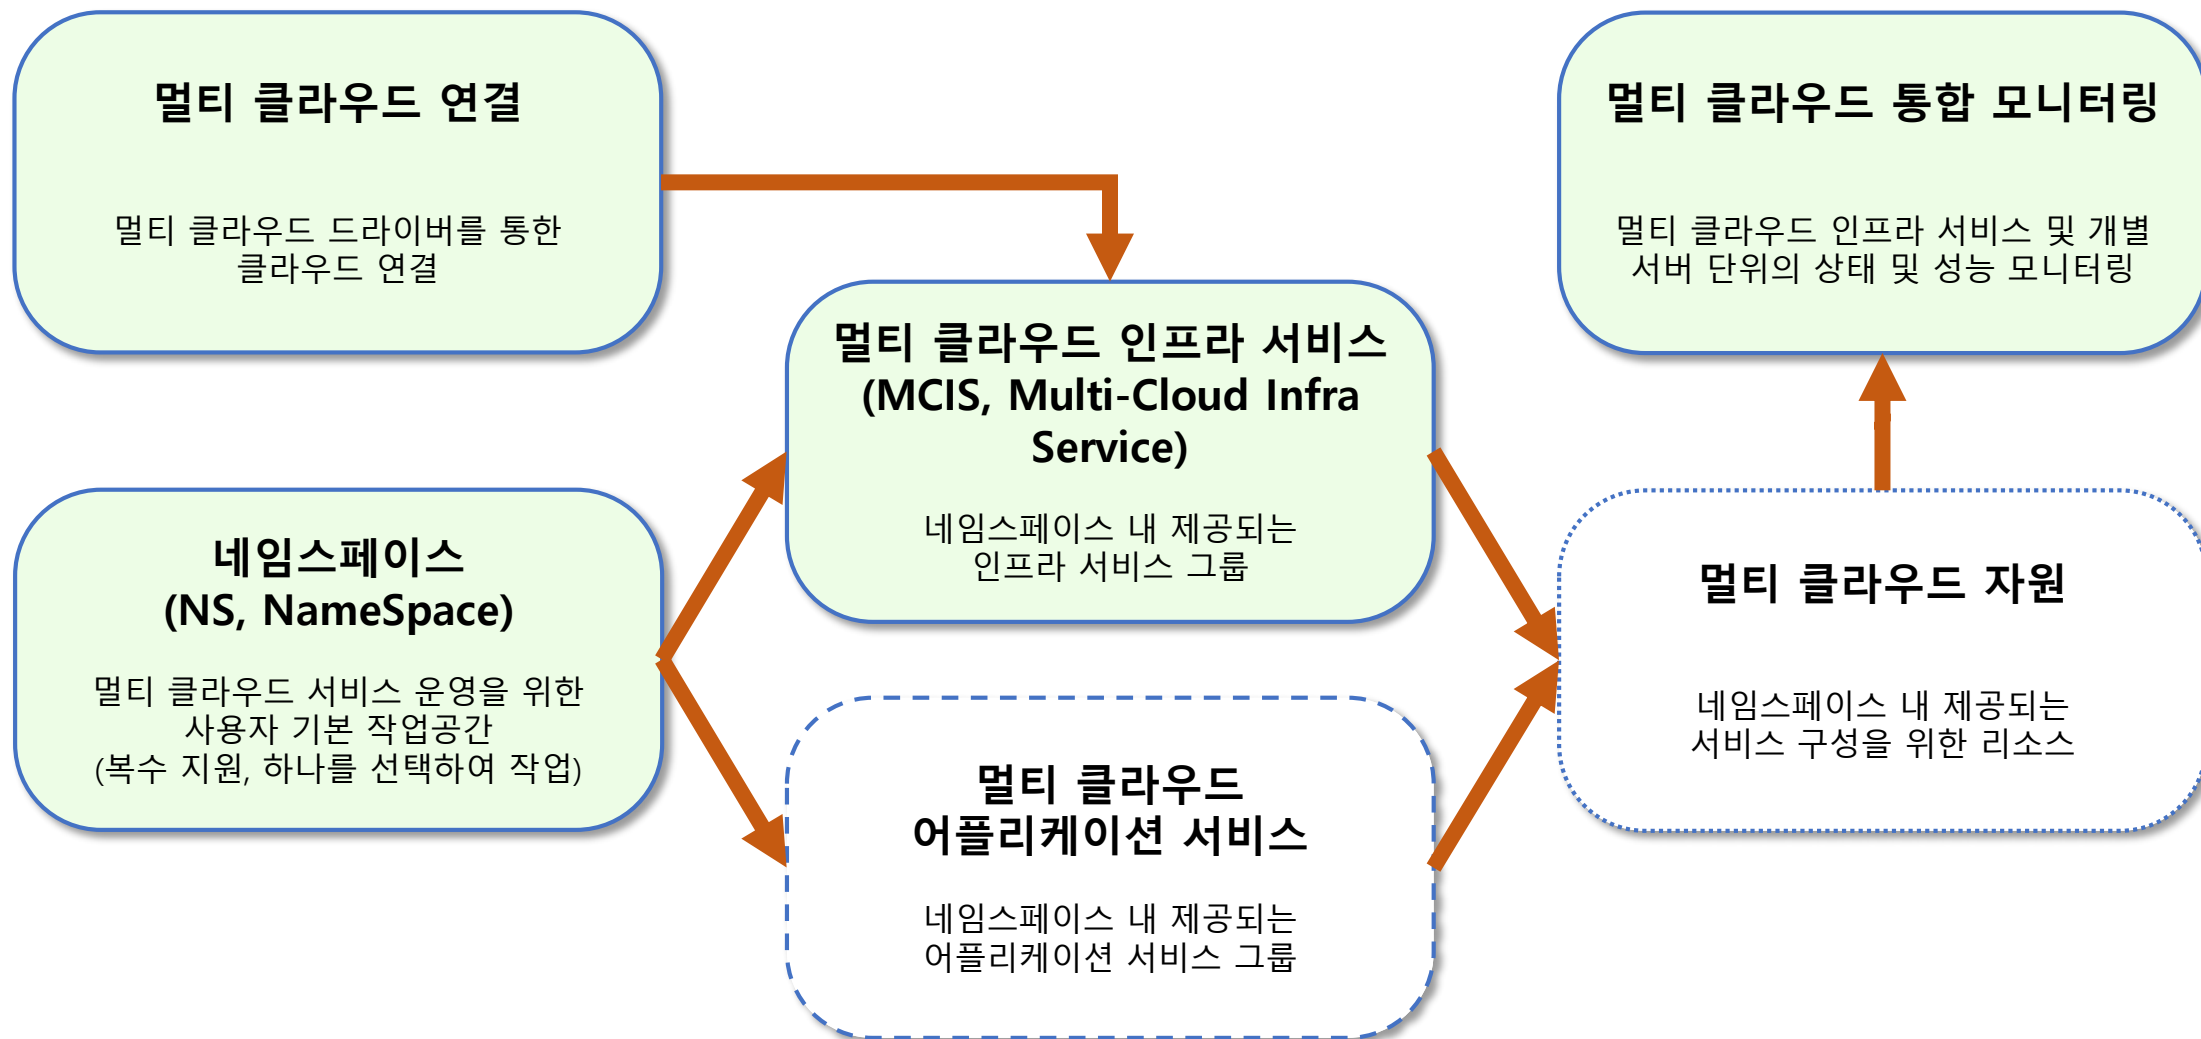 멀티 클라우드 연결
멀티 클라우드 드라이버를 통한
클라우드 연결
네임스페이스
(NS, NameSpace)
멀티 클라우드 서비스 운영을 위한
사용자 기본 작업공간
(복수 지원, 하나를 선택하여 작업)
멀티 클라우드 인프라 서비스
(MCIS, Multi-Cloud Infra
Service)
네임스페이스 내 제공되는
인프라 서비스 그룹
멀티 클라우드
어플리케이션 서비스
네임스페이스 내 제공되는
어플리케이션 서비스 그룹
멀티 클라우드 통합 모니터링
멀티 클라우드 인프라 서비스 및 개별
서버 단위의 상태 및 성능 모니터링
멀티 클라우드 자원
네임스페이스 내 제공되는
서비스 구성을 위한 리소스